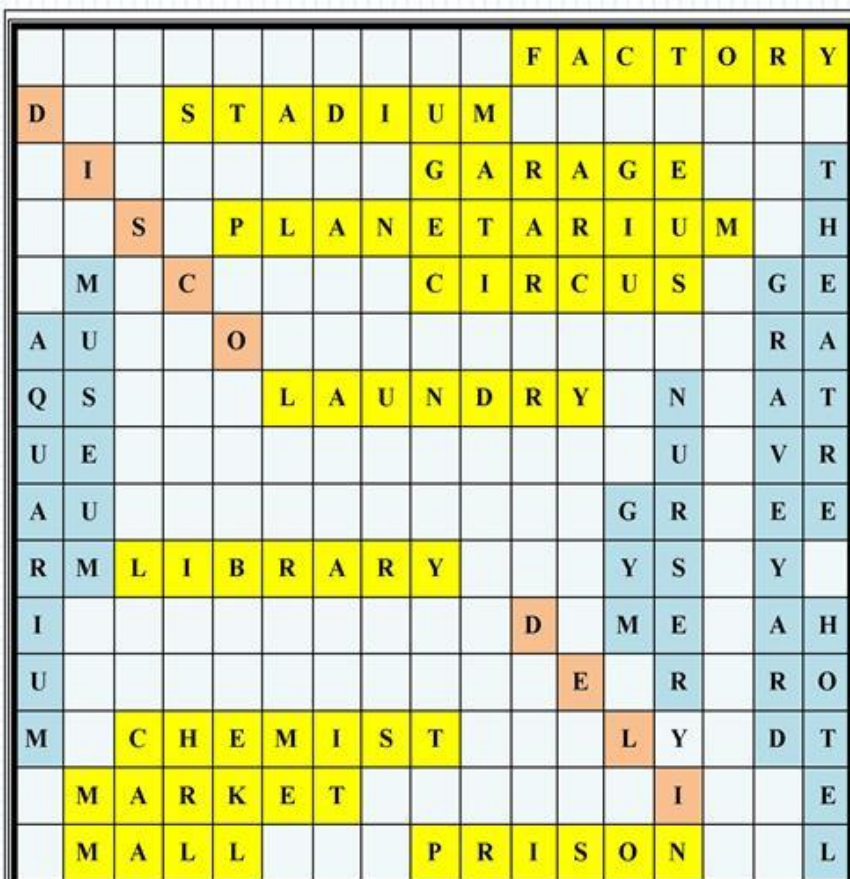 F A C T O R Y
D S T A D I U M
I G A R A G E T
S P L A N E T A R I U M H
M C C I R C U S G E
A U O R A
Q S L A U N D R Y N A T
U E U V R
A U G R E E
R M L I B R A R Y Y S Y
I D M E A H
U E R R O
M C H E M I S T L Y D T
M A R K E T I E
M A L L P R I S O N L